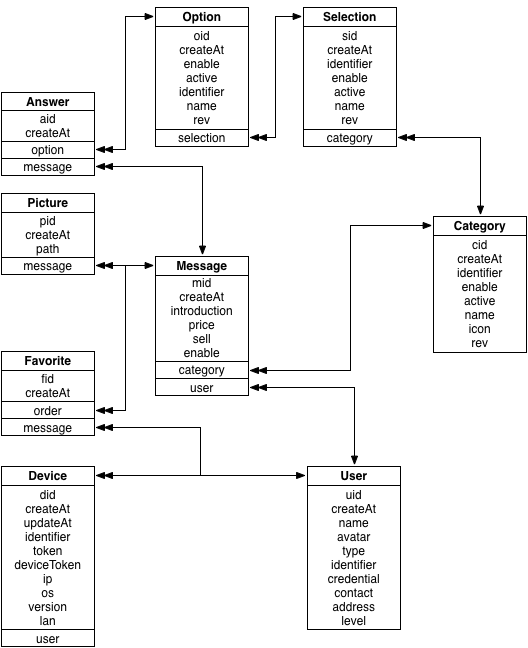 Option
oid
createAt
enable
active
identifier
name
rev
selection
Selection
sid
createAt
identifier
enable
active
name
rev
category
Answer
aid
createAt
option
message
Picture
pid
createAt
path
message
Category
cid
createAt
identifier
enable
active
name
icon
rev
Message
mid
createAt
introduction
price
sell
enable
category
user
Favorite
fid
createAt
order
message
Device
did
createAt
updateAt
identifier
token
deviceToken
ip
os
version
lan
user
User
uid
createAt
name
avatar
type
identifier
credential
contact
address
level